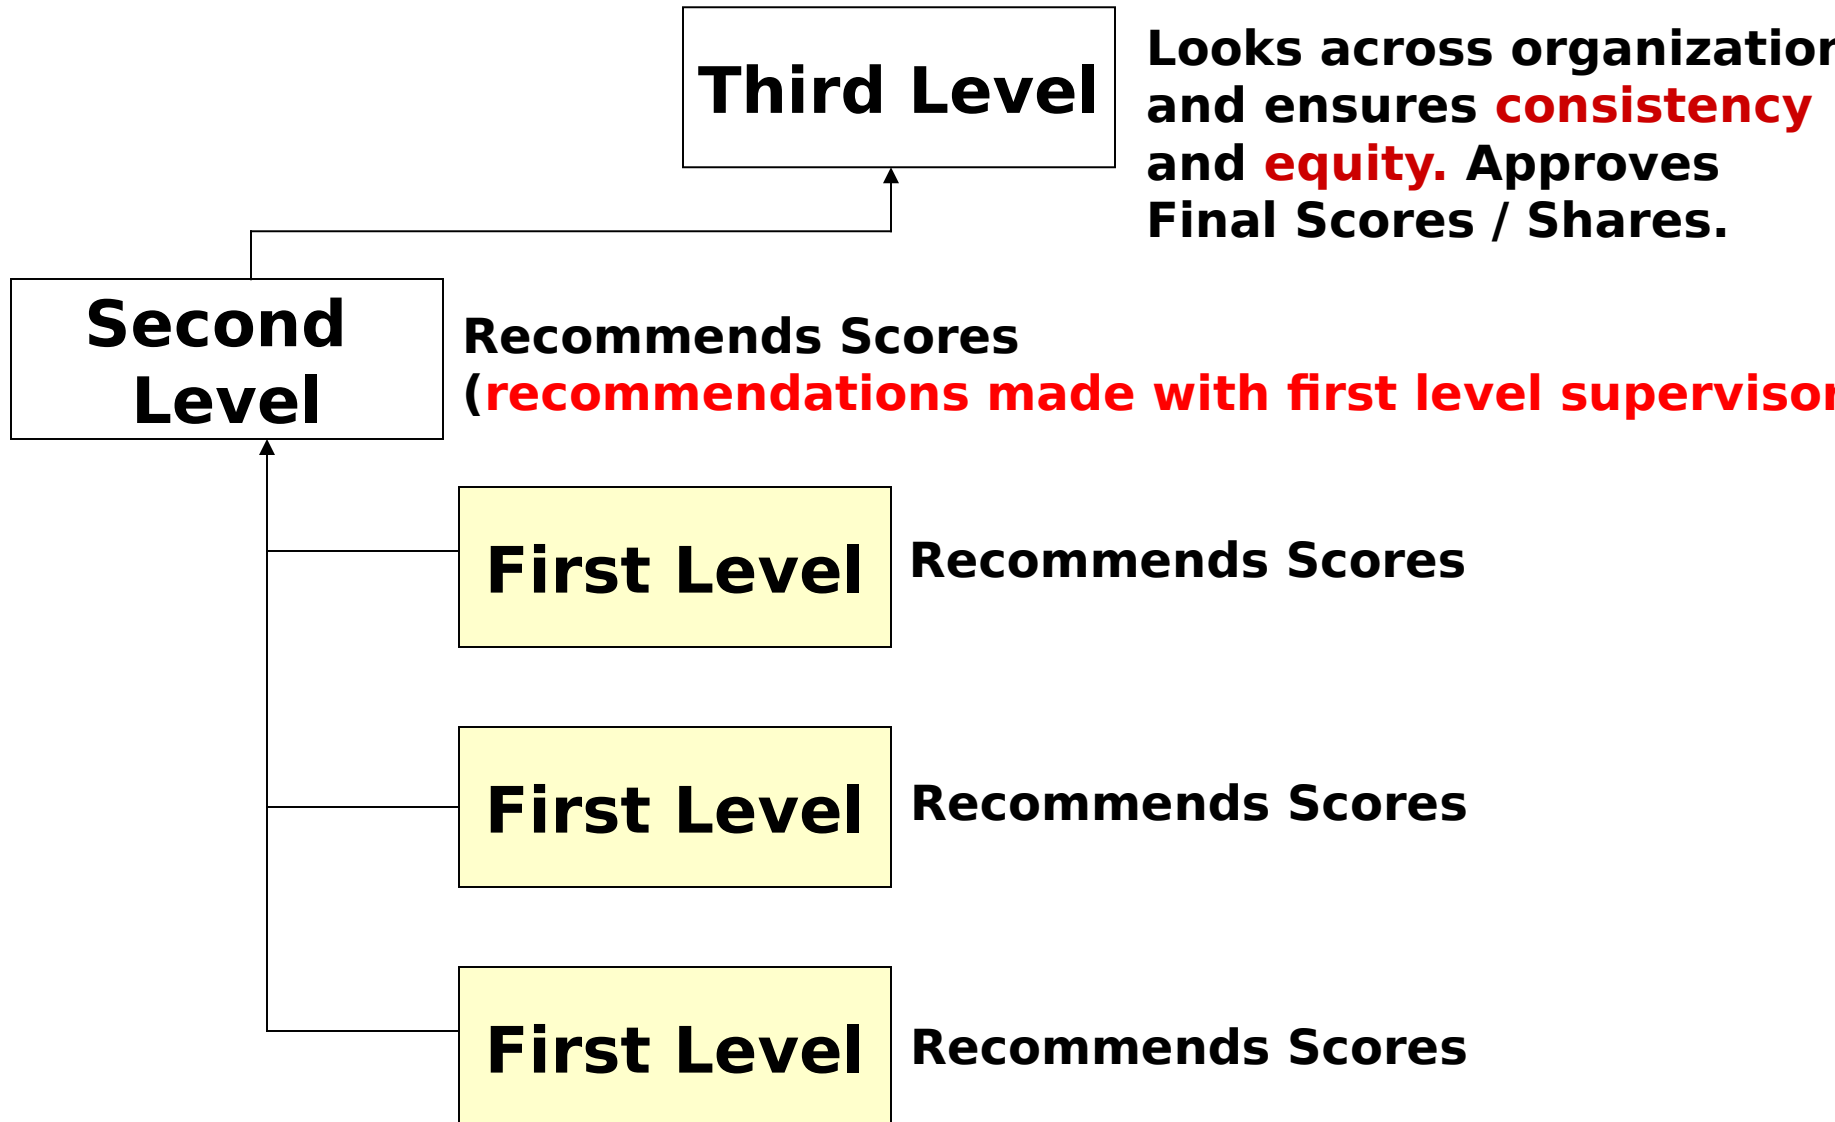 Third Level
Looks across organization
and ensures consistency
and equity. Approves
Final Scores / Shares.
Second
Level
Recommends Scores
(recommendations made with first level supervisor
First Level
Recommends Scores
First Level
Recommends Scores
First Level
Recommends Scores